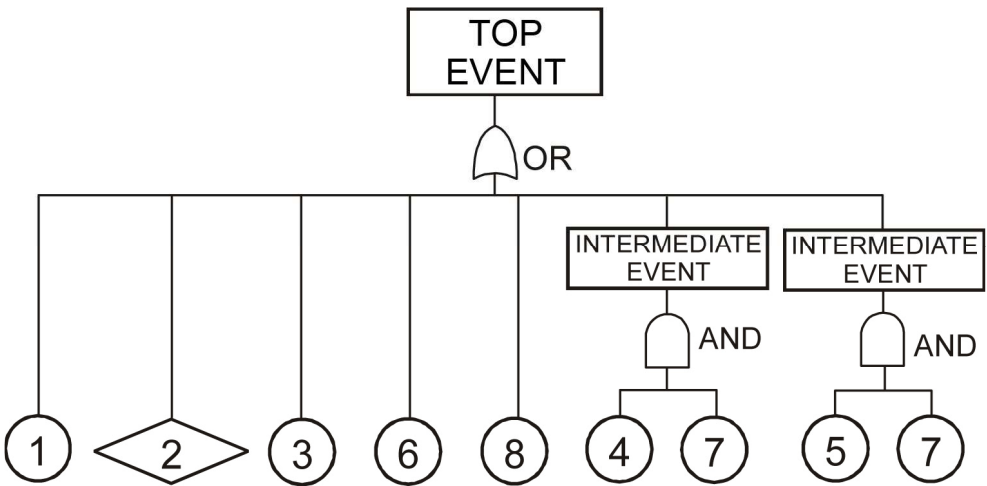 TOP
EVENT
OR
INTERMEDIATE
EVENT
INTERMEDIATE
EVENT
AND
AND
1
2
3
6
8
4
7
5
7